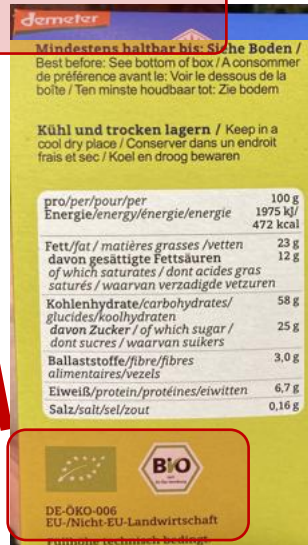 demeter
Mindestens haltbar bis: Siehe Boden /
Best before: See bottom of box / A consommer
de préférence avant le: Voir le dessous de la
boîte / Ten minste houdbaar tot: Zie bodem
Kühl und trocken lagern / Keep in a
cool dry place / Conserver dans un endroit
frais et sec / Koel en droog bewaren
pro/per/pour/per 100 g
Energie/energy/énergie/energie 1975 kJ/
472 kcal
Fett/fat / matières grasses /vetten 23 g
davon gesättigte Fettsäuren 12 g
of which saturates / dont acides gras
saturés / waarvan verzadigde vetzuren
Kohlenhydrate/carbohydrates/ 58 g
glucides/koolhydraten
davon Zucker / of which sugar / 25 g
dont sucres / waarvan suikers
Ballaststoffe/fibre/fibres 3,0 g
alimentaires/vezels
Eiweiß/protein/protéines/eiwitten 6,7 g
Salz/salt/sel/zout 0,16 g
BIO
DE-ÖKO-006
EU-/Nicht-EU-Landwirtschaft
Füllhöhe technisch bedingt